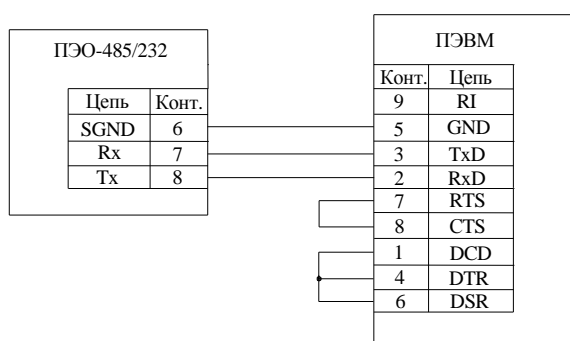 ПЭО-485/232
Цепь Конт.
SGND 6
Rx 7
Tx 8
ПЭВМ
Конт. Цепь
9 RI
5 GND
3 TxD
2 RxD
7 RTS
8 CTS
1 DCD
4 DTR
6 DSR